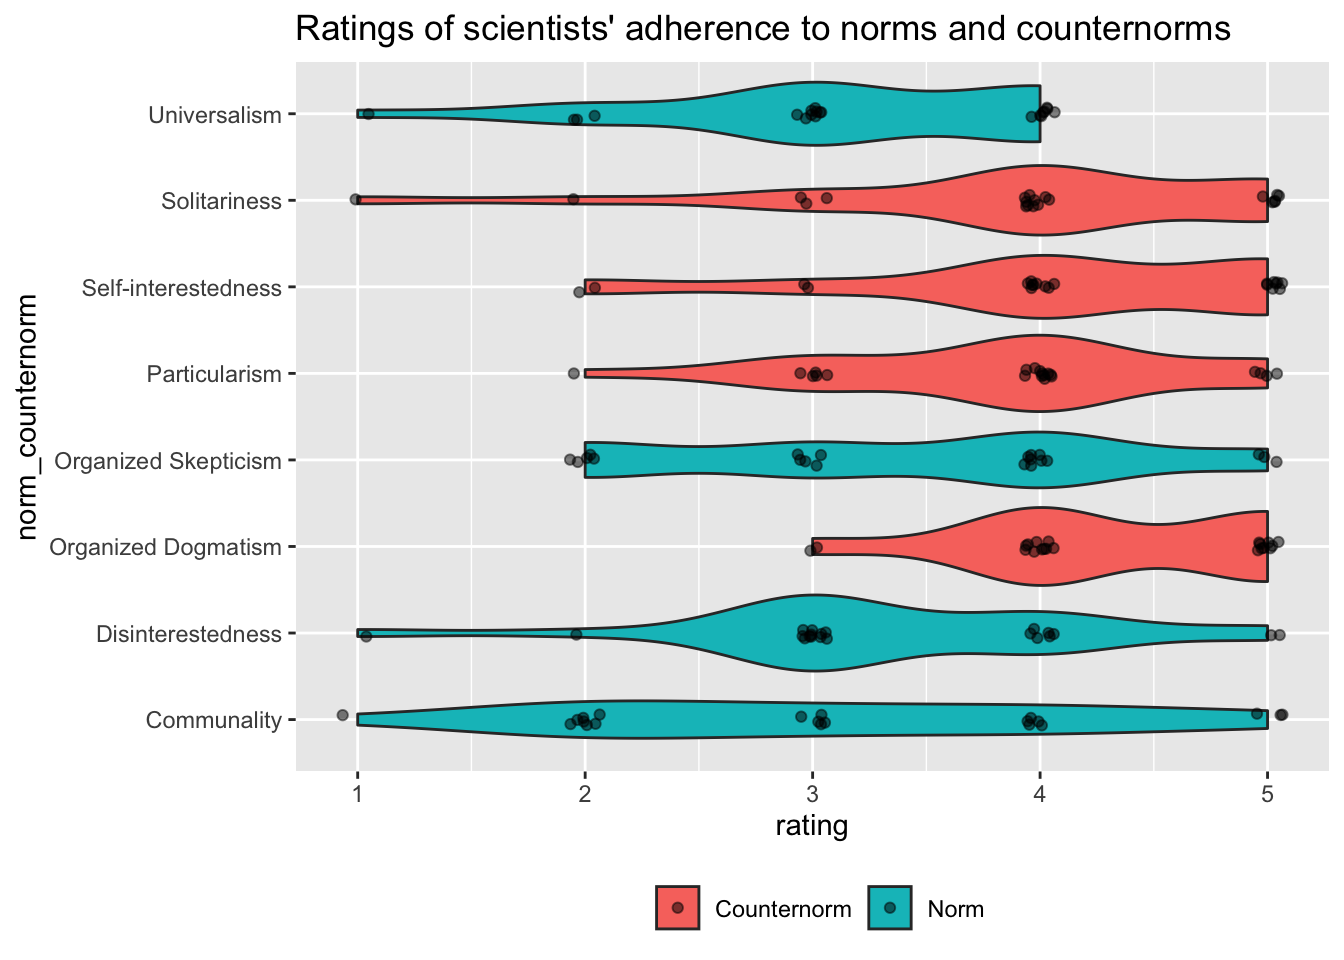 Ratings of scientists' adherence to norms and counternorms
norm_counternorm
Universalism
Solitariness
Self-interestedness
Particularism
Organized Skepticism
Organized Dogmatism
Disinterestedness
Communality
1 2 3 4 5
rating
Counternorm Norm